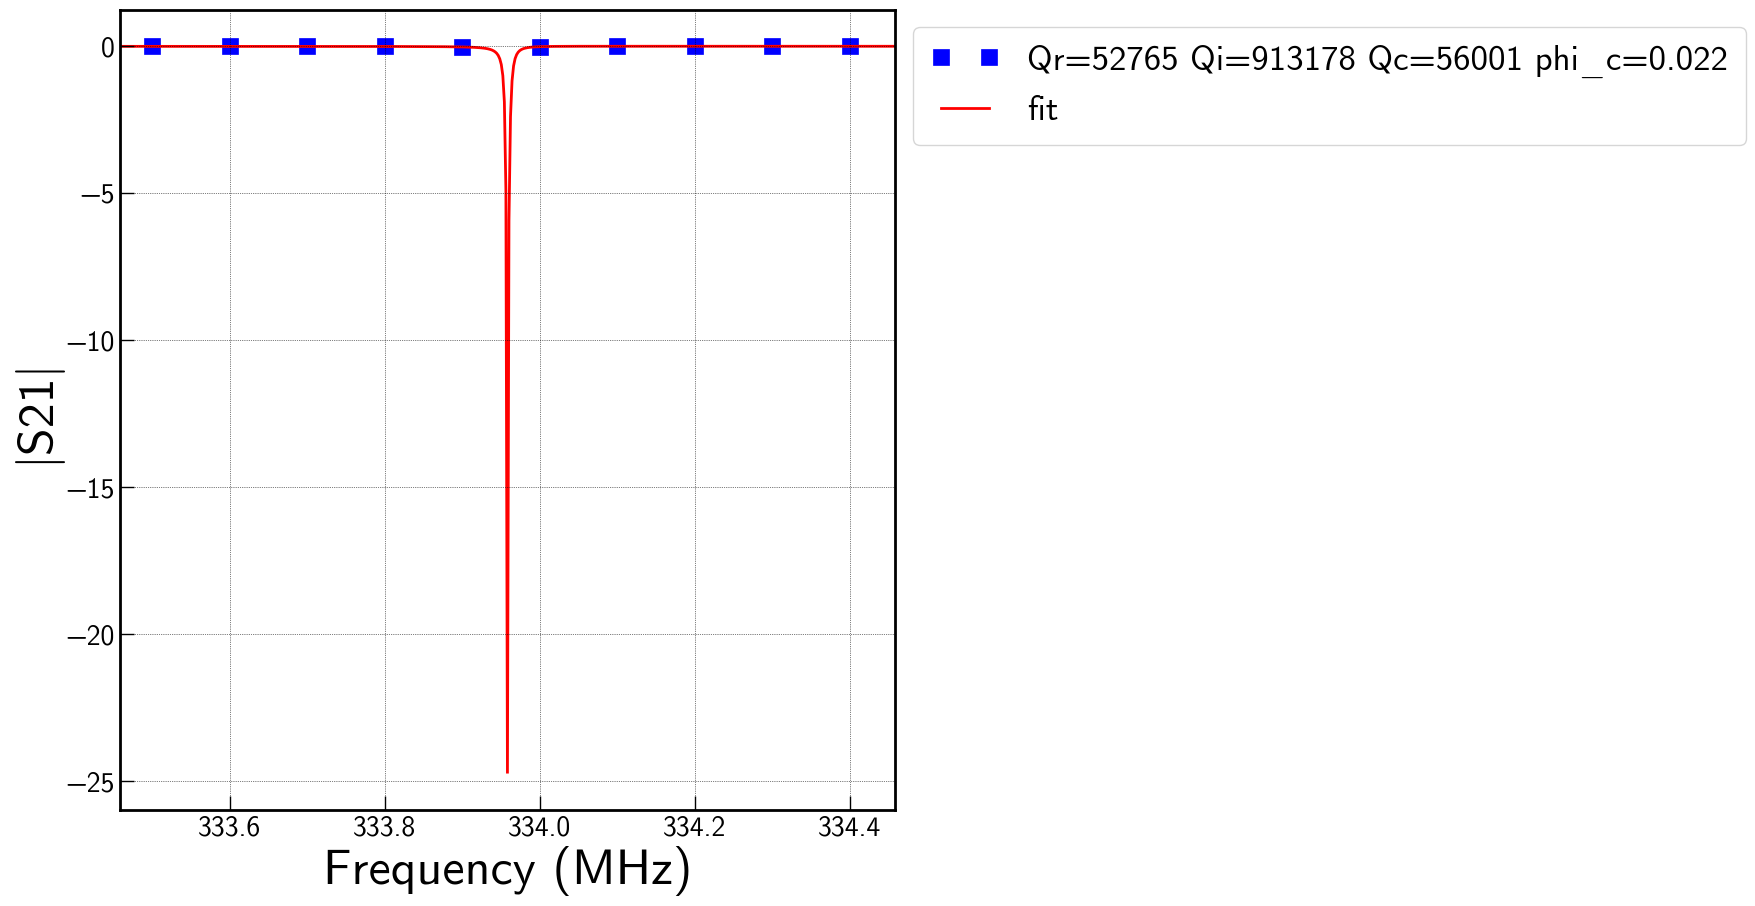 Qr=52765 Qi=913178 Qc=56001 phi_c=0.022
fit
0
−5
−10
−15
−20
−25
|S21|
333.6 333.8 334.0 334.2 334.4
Frequency (MHz)